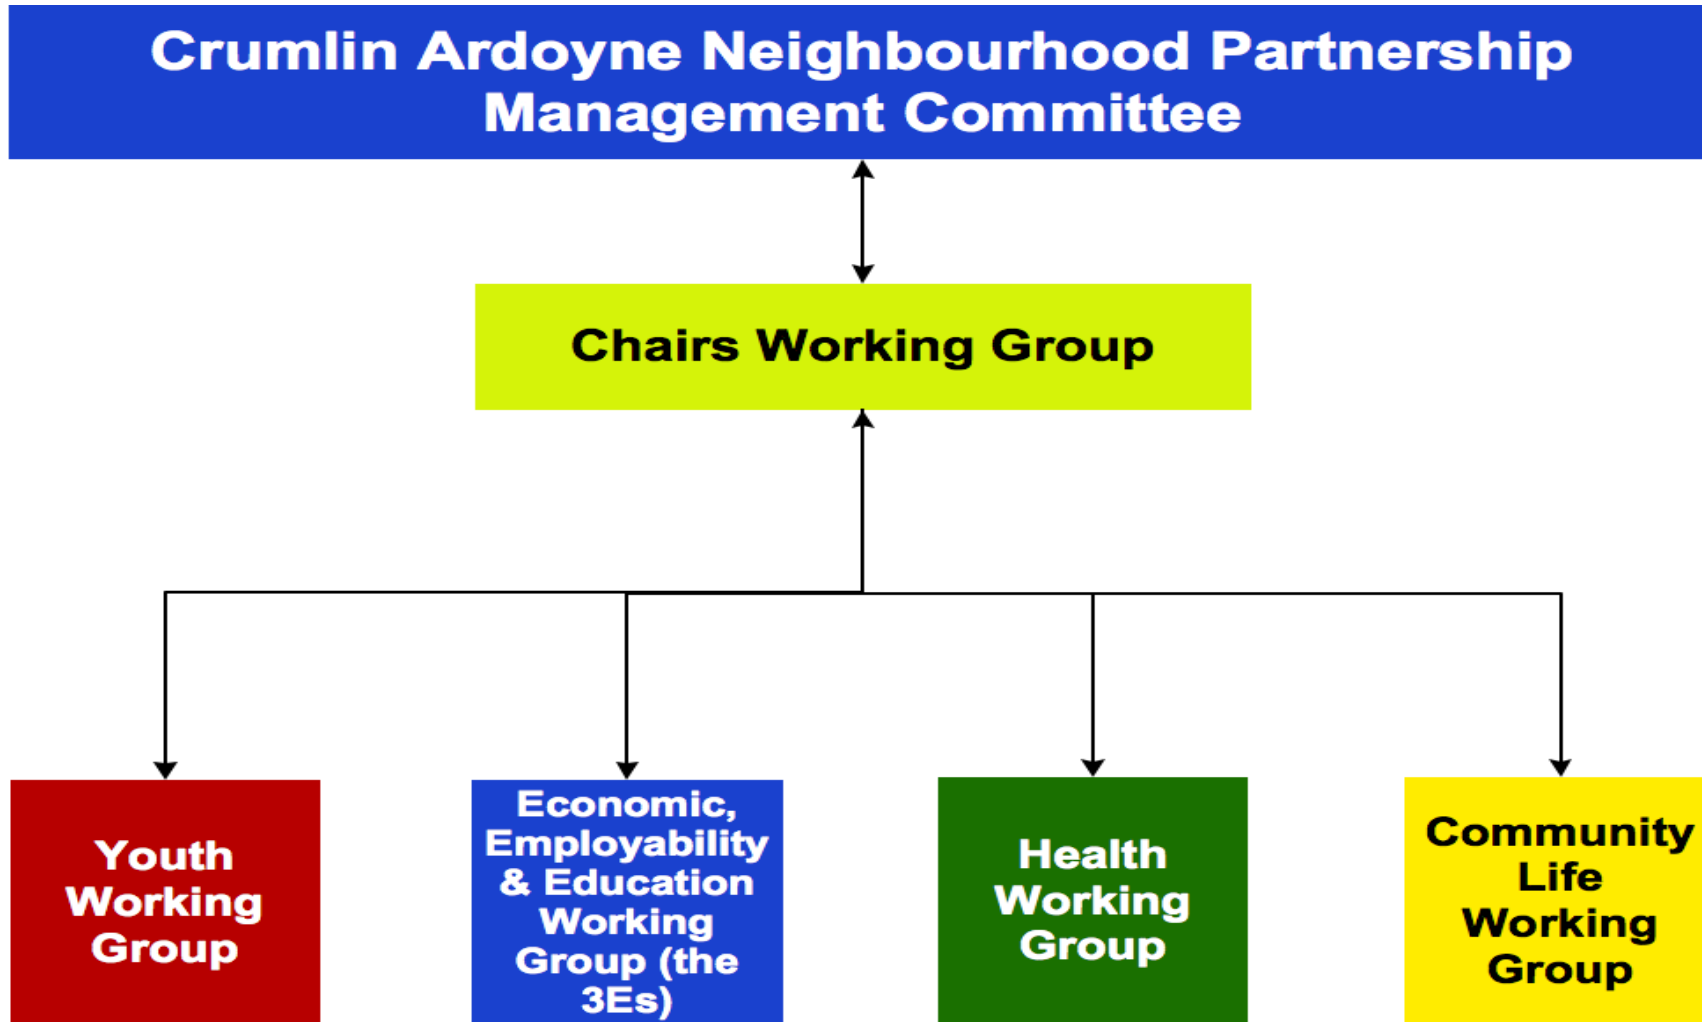 Crumlin Ardoyne Neighbourhood Partnership
Management Committee
Chairs Working Group
Youth
Working
Group
Economic,
Employability
& Education
Working
Group (the
3Es)
Health
Working
Group
Community
Life
Working
Group